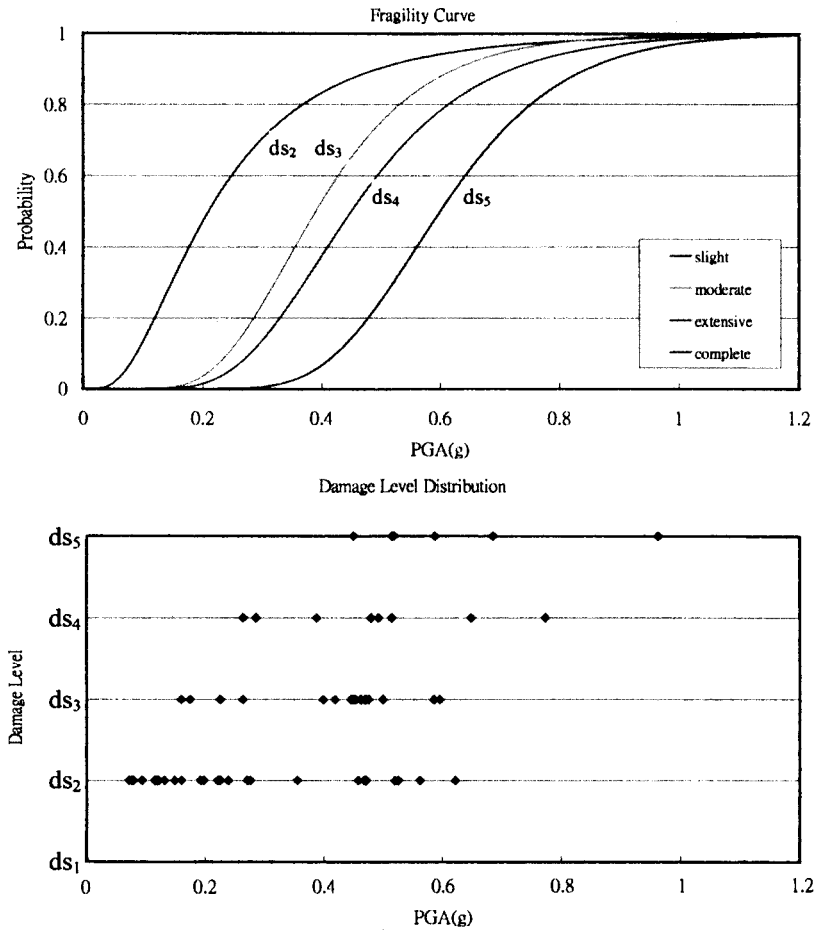 Fragility Curve
1
0.8
0.6
0.4
0.2
0
Probability
ds2 ds3
ds4 ds5
slight
moderate
extensive
complete
0 0.2 0.4 0.6 0.8 1 1.2
PGA(g)
Damage Level Distribution
ds5
ds4
ds3
ds2
ds1
Damage Level
0 0.2 0.4 0.6 0.8 1 1.2
PGA(g)